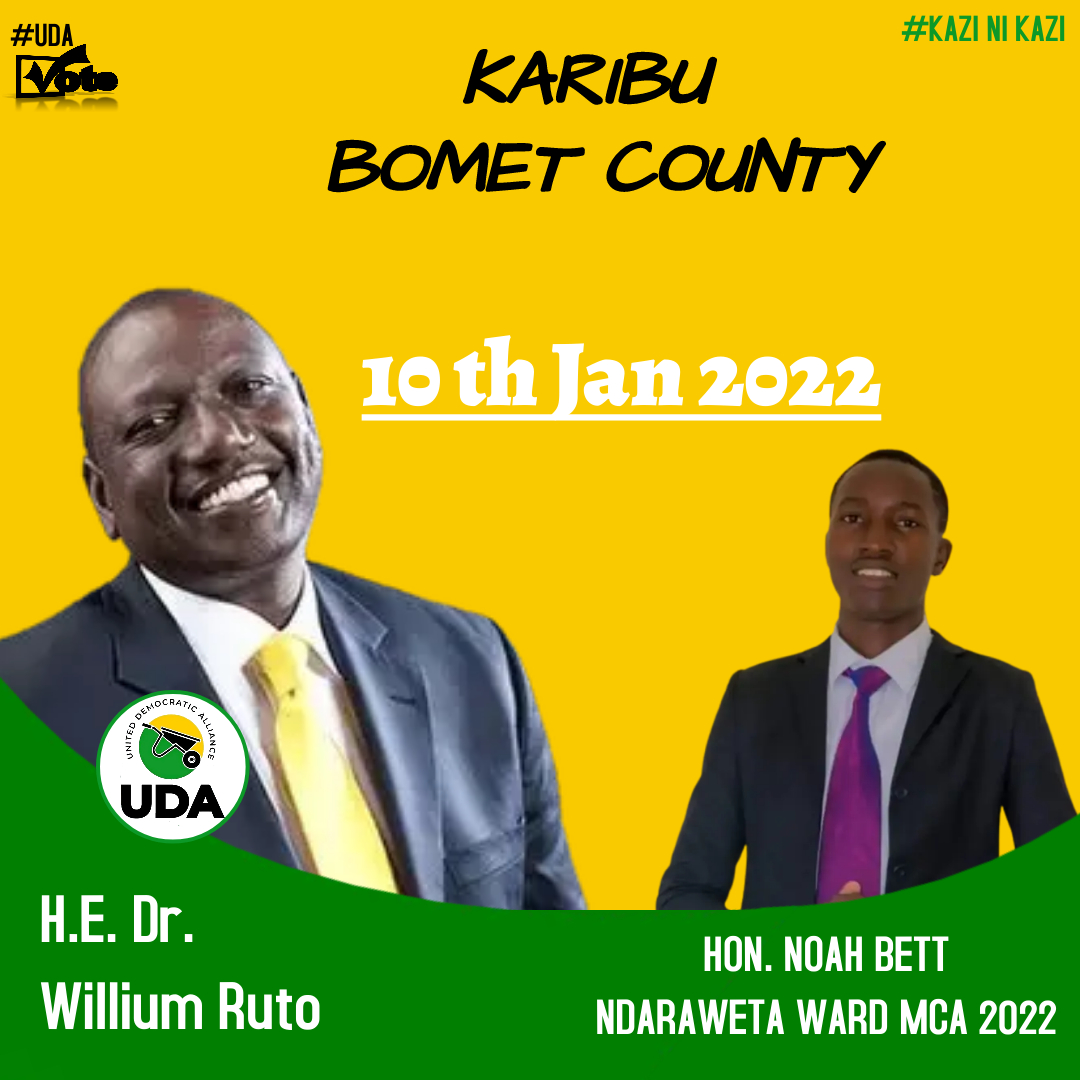 #UDA
Vote
#KAZI NI KAZI
KARIBU
BOMET COUNTY
10 th Jan 2022
UNITED DEMOCRATIC ALLIANCE
UDA
H.E. Dr.
Willium Ruto
HON. NOAH BETT
NDARAWETA WARD MCA 2022